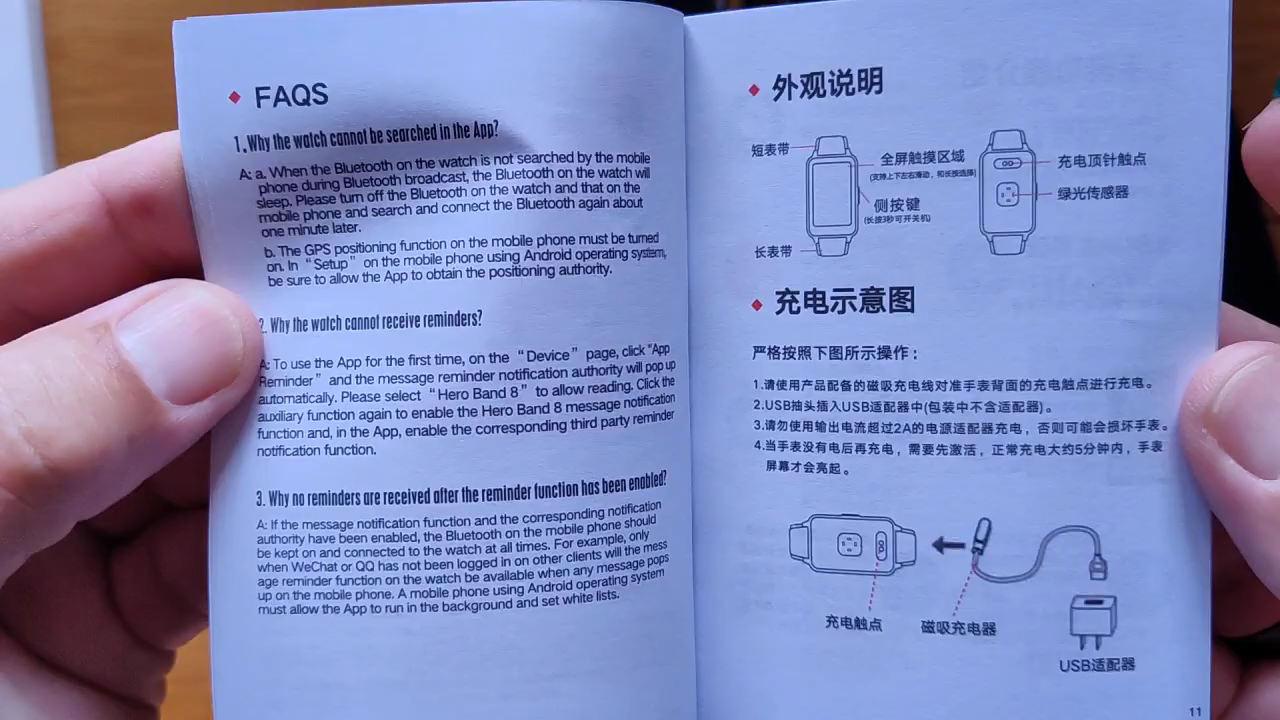 FAQS
1. Why the watch cannot be searched in the App?
A: a. When the Bluetooth on the watch is not searched by the mobile
phone during Bluetooth broadcast, the Bluetooth on the watch will
sleep. Please turn off the Bluetooth on the watch and that on the
mobile phone and search and connect the Bluetooth again about
one minute later.
b. The GPS positioning function on the mobile phone must be turned
on. In “Setup” on the mobile phone using Android operating system,
be sure to allow the App to obtain the positioning authority.
2. Why the watch cannot receive reminders?
A: To use the App for the first time, on the “Device” page, click "App
Reminder” and the message reminder notification authority will pop up
automatically. Please select “Hero Band 8” to allow reading. Click the
auxiliary function again to enable the Hero Band 8 message notification
function and, in the App, enable the corresponding third party reminder
notification function.
3. Why no reminders are received after the reminder function has been enabled?
A: If the message notification function and the corresponding notification
authority have been enabled, the Bluetooth on the mobile phone should
be kept on and connected to the watch at all times. For example, only
when WeChat or QQ has not been logged in on other clients will the mess
age reminder function on the watch be available when any message pops
up on the mobile phone. A mobile phone using Android operating system
must allow the App to run in the background and set white lists.
外观说明
短表带
全屏触摸区域
(支持上下左右滑动，和长按选择)
侧按键
(长按3秒可开关机)
长表带
充电顶针触点
绿光传感器
充电示意图
严格按照下图所示操作：
1.请使用产品配备的磁吸充电线对准手表背面的充电触点进行充电。
2.USB抽头插入USB适配器中(包装中不含适配器)。
3.请勿使用输出电流超过2A的电源适配器充电，否则可能会损坏手表。
4.当手表没有电后再充电，需要先激活，正常充电大约5分钟内，手表
屏幕才会亮起。
充电触点
磁吸充电器
USB适配器
11